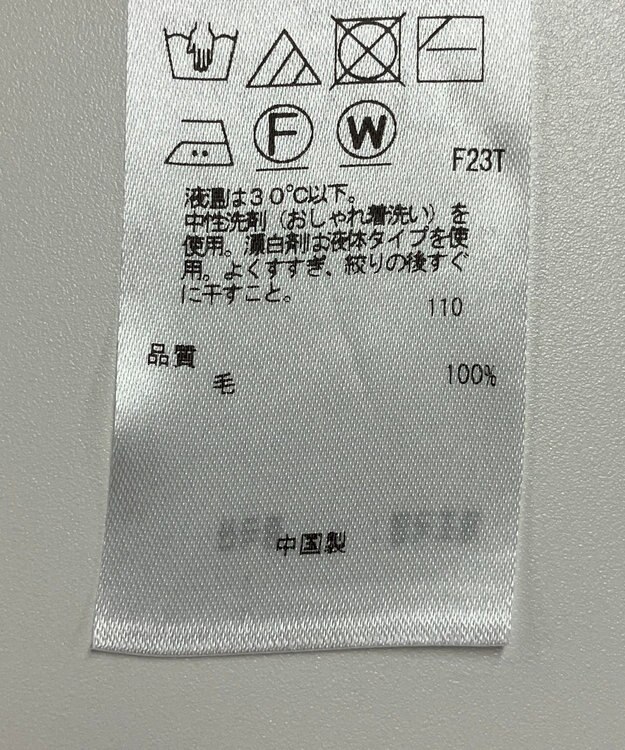 F W
F23T
液温は30℃以下。
中性洗剤(おしゃれ着洗い)を
使用。漂白剤は液体タイプを使
用。よくすすぎ、絞りの後すぐ
に干すこと。
110
品質
毛 100%
中国製